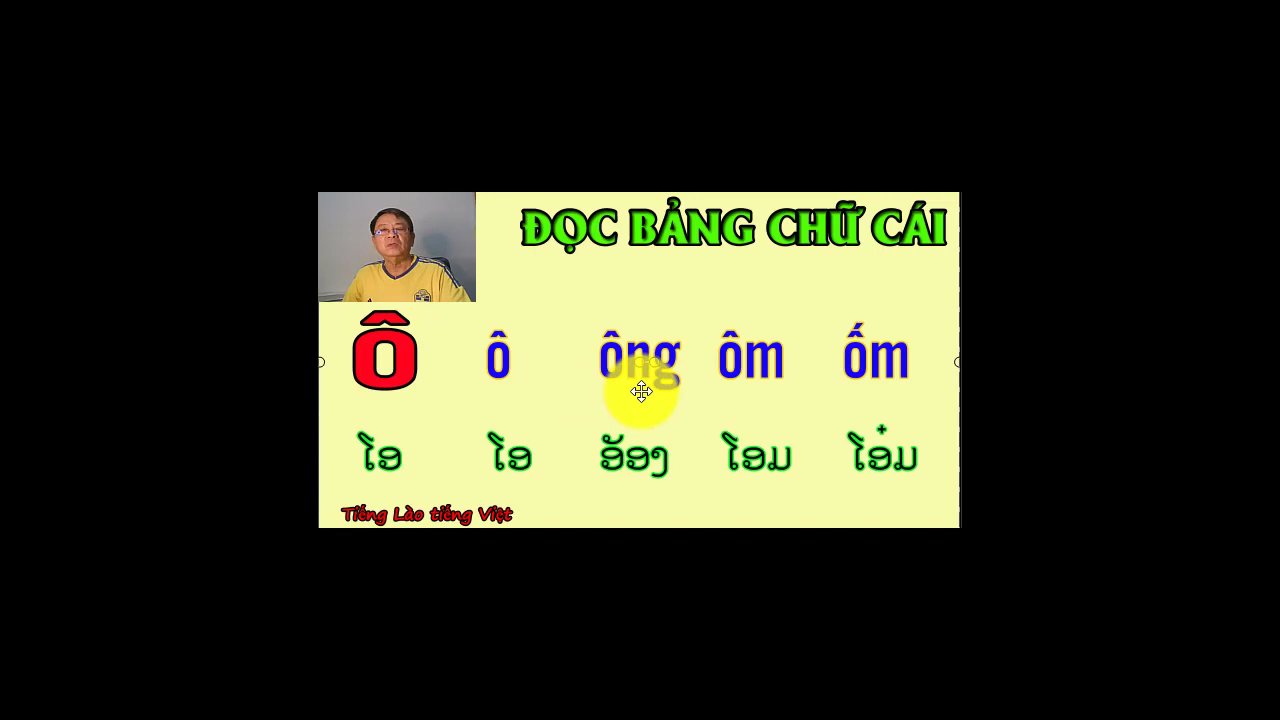 ĐỌC BẢNG CHỮ CÁI
Ô ô ông ôm ốm
ໂອ ໂອ ອັອງ ໂອມ ໂອ໋ມ
Tiếng Lào tiếng Việt